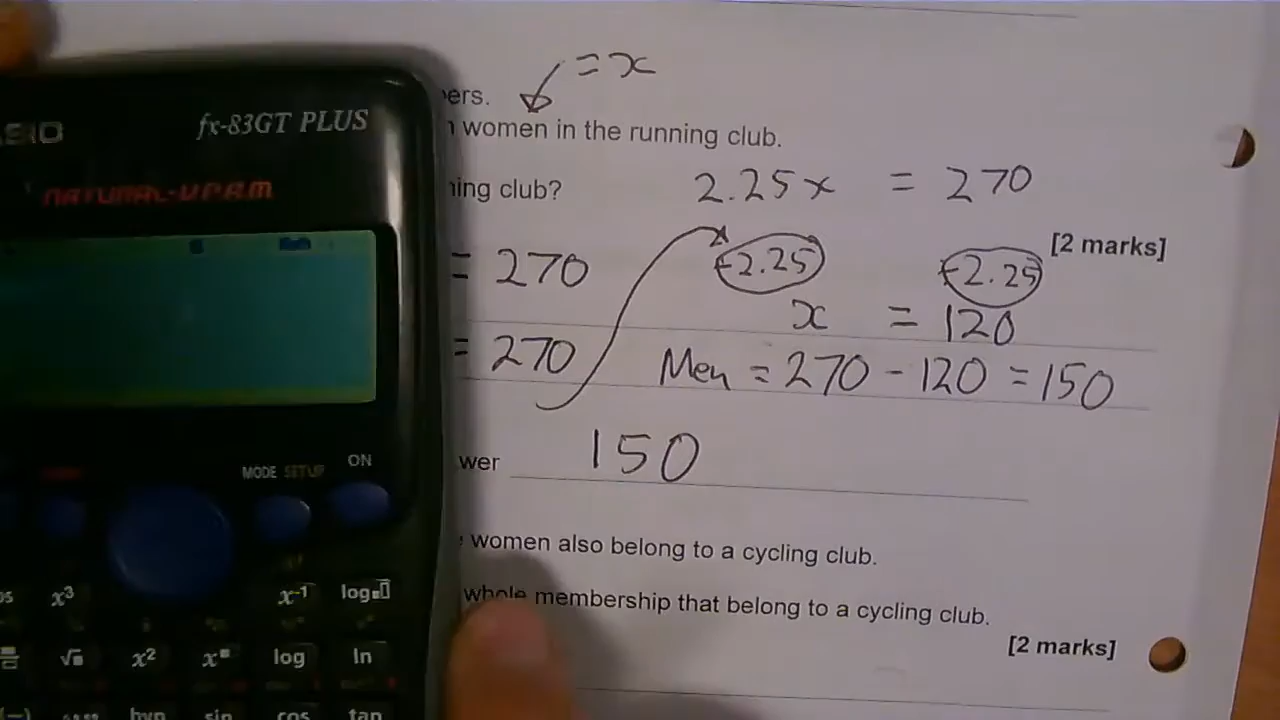 = x
ers.
women in the running club.
ing club?
2.25x = 270
[2 marks]
= 270
÷2.25 ÷2.25
x = 120
= 270
Men = 270 - 120 = 150
wer 150
women also belong to a cycling club.
whole membership that belong to a cycling club.
[2 marks]
fx-83GT PLUS
NATURAL-V.P.A.M.
MODE SETUP ON
x³ x⁻¹ log
√ x² x log ln
(-) hyp sin cos tan